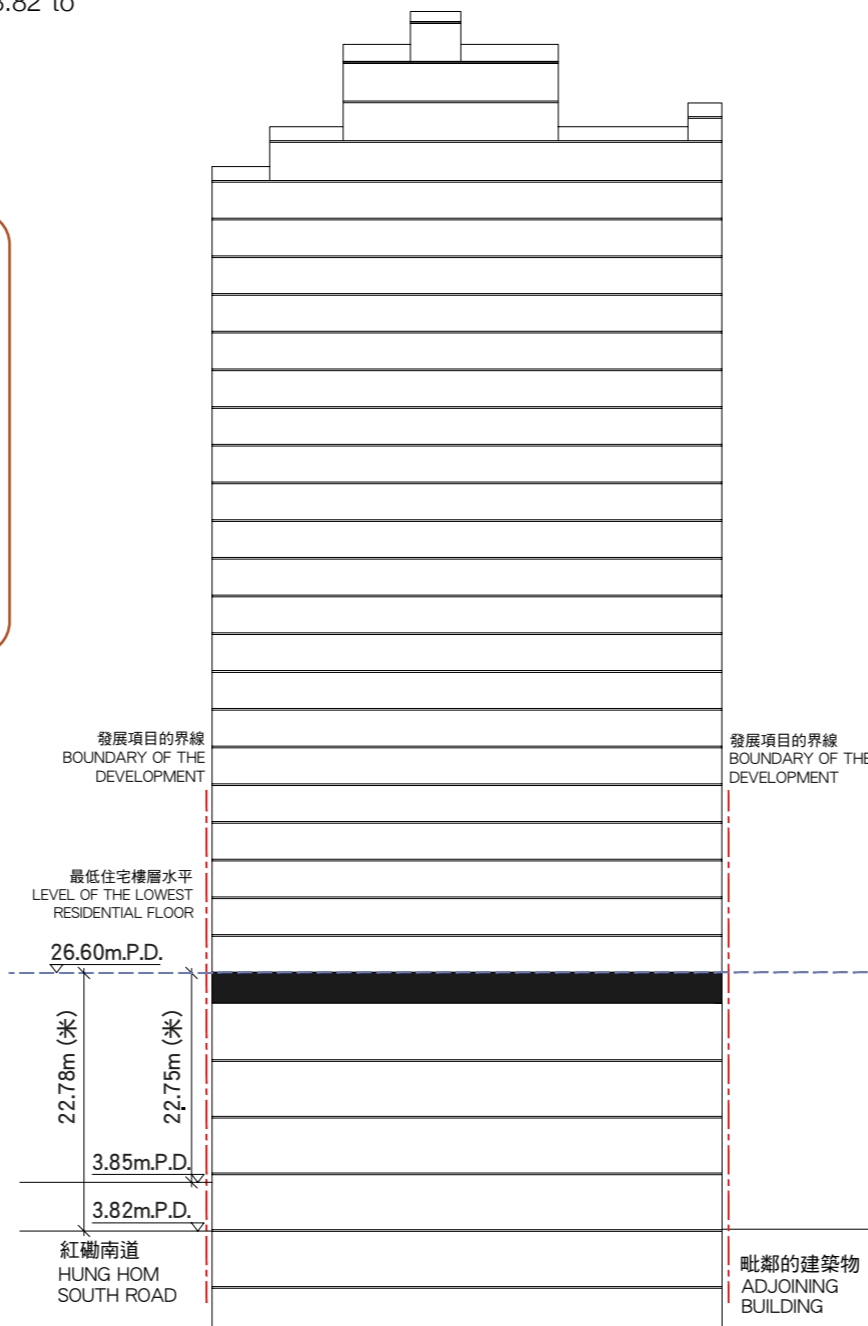 3.82 to
發展項目的界線
BOUNDARY OF THE
DEVELOPMENT
發展項目的界線
BOUNDARY OF THE
DEVELOPMENT
最低住宅樓層水平
LEVEL OF THE LOWEST
RESIDENTIAL FLOOR
26.60m.P.D.
22.78m (米)
22.75m (米)
3.85m.P.D.
3.82m.P.D.
紅磡南道
HUNG HOM
SOUTH ROAD
毗鄰的建築物
ADJOINING
BUILDING